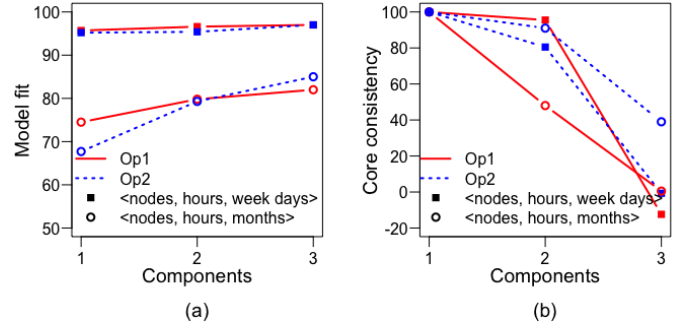 100
90
80
70
60
50
Model fit
Op1
Op2
<nodes, hours, week days>
<nodes, hours, months>
1 2 3
Components
(a)
100
80
60
40
20
0
-20
Core consistency
Op1
Op2
<nodes, hours, week days>
<nodes, hours, months>
1 2 3
Components
(b)